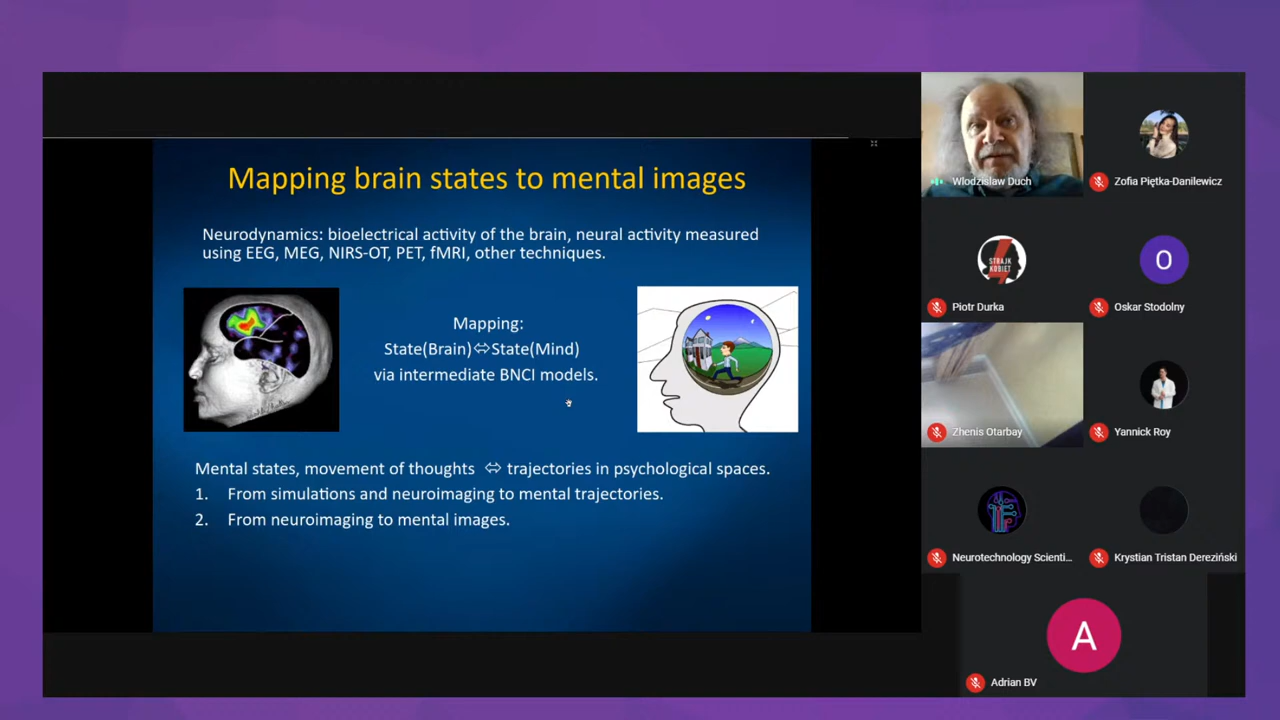 Mapping brain states to mental images
Neurodynamics: bioelectrical activity of the brain, neural activity measured
using EEG, MEG, NIRS-OT, PET, fMRI, other techniques.
Mapping:
State(Brain)⇔State(Mind)
via intermediate BNCI models.
Mental states, movement of thoughts ⇔ trajectories in psychological spaces.
1. From simulations and neuroimaging to mental trajectories.
2. From neuroimaging to mental images.
Wlodzislaw Duch
Zofia Piętka-Danilewicz
STRAJK
KOBIET
Piotr Durka
O
Oskar Stodolny
Zhenis Otarbay
Yannick Roy
Neurotechnology Scienti...
Krystian Tristan Dereziński
A
Adrian BV